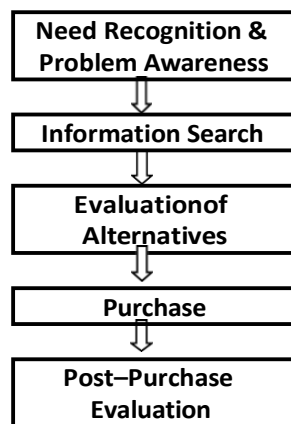 Need Recognition &
Problem Awareness
Information Search
Evaluationof
Alternatives
Purchase
Post–Purchase
Evaluation